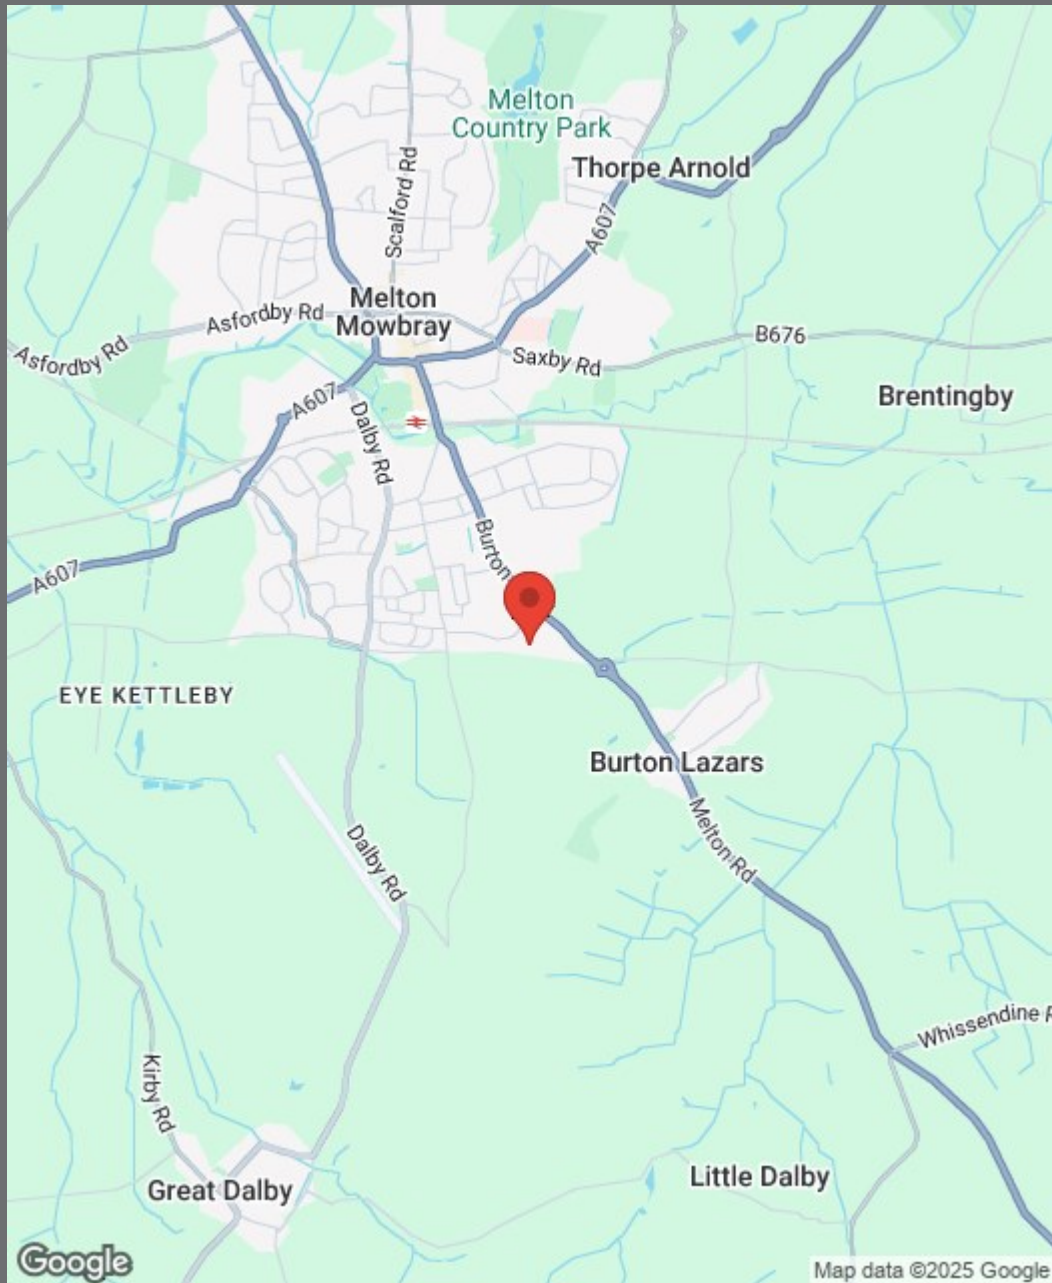 Melton
Country Park
Thorpe Arnold
Scalford Rd
A607
Melton
Mowbray
Asfordby Rd
Asfordby Rd
B676
Saxby Rd
Brentingby
A607
Dalby Rd
Burton
A607
EYE KETTLEBY
Burton Lazars
Melton Rd
Dalby Rd
Whissendine R
Kirby Rd
Great Dalby
Little Dalby
Google
Map data ©2025 Google